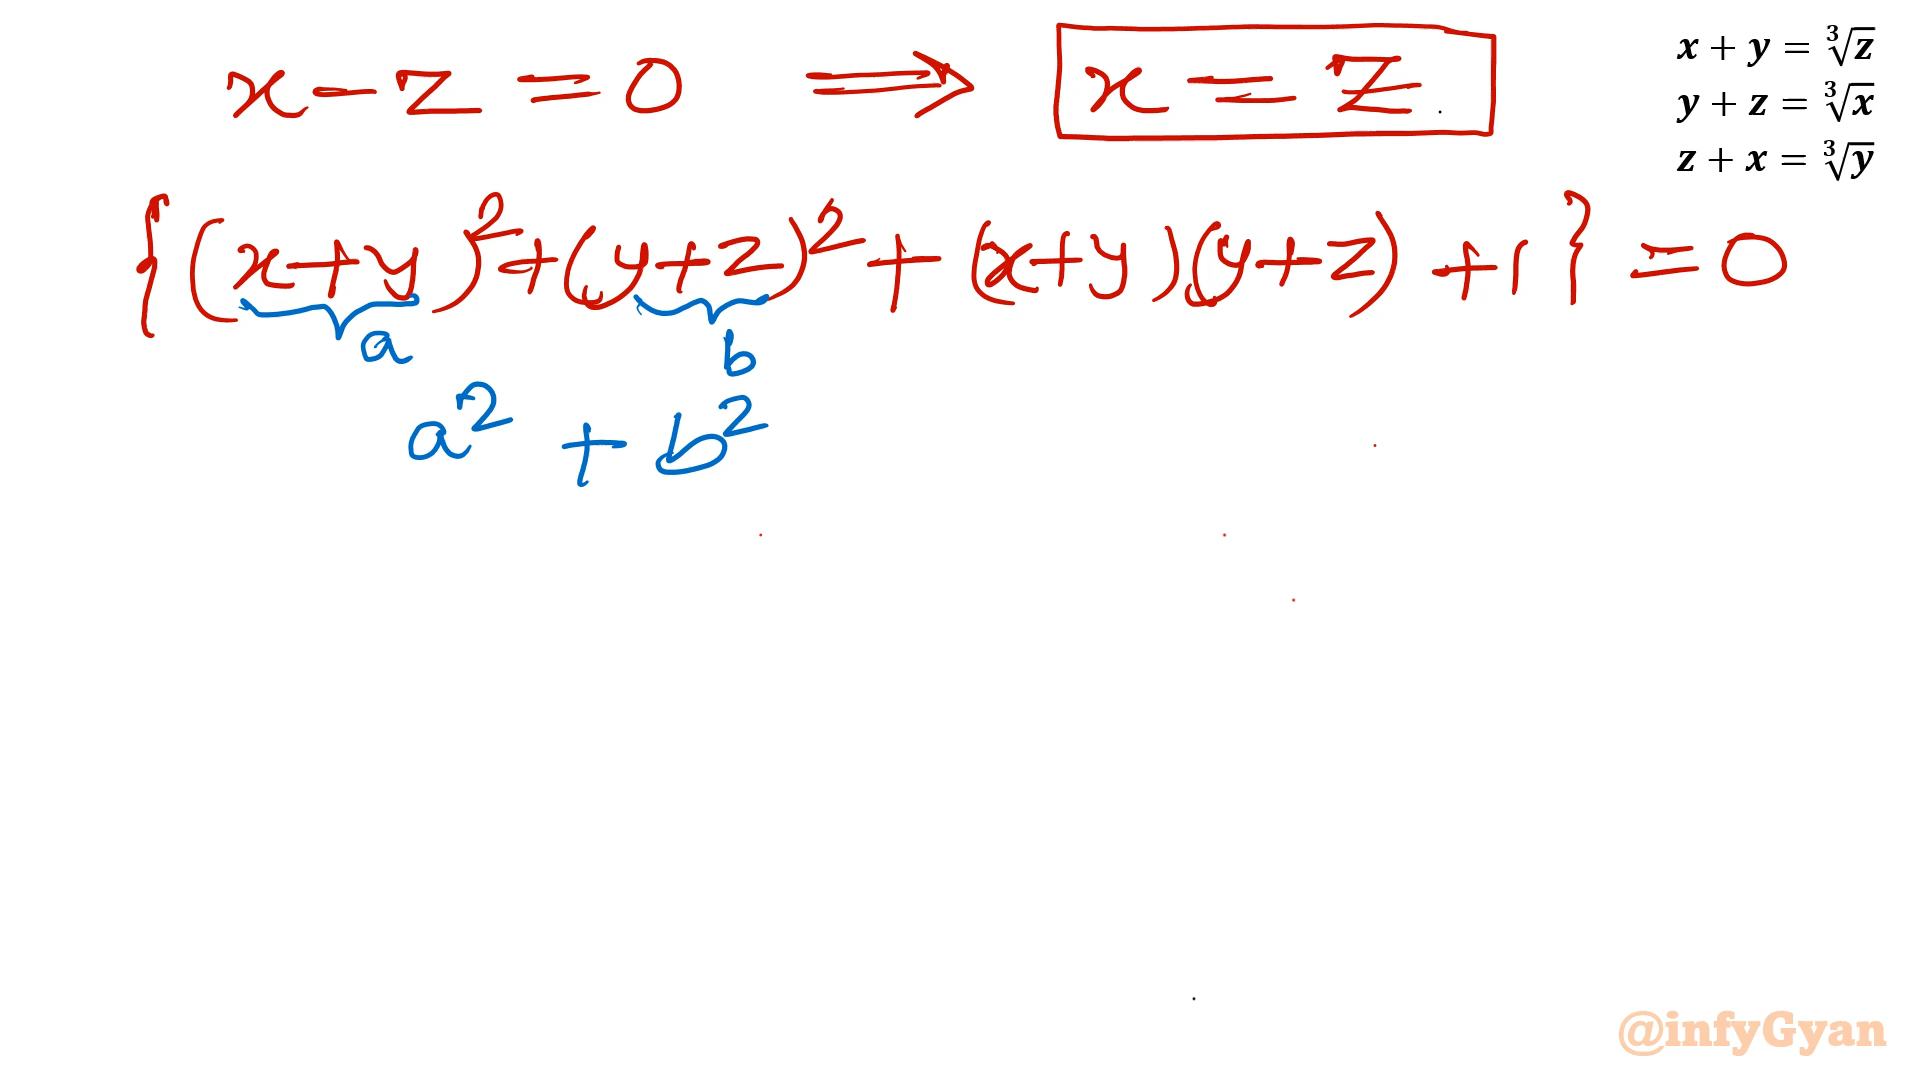 x − z = 0 ⟹ x = z
x + y = ∛z
y + z = ∛x
z + x = ∛y
{(x+y)² + (y+z)² + (x+y)(y+z) + 1} = 0
a b
a² + b²
@infyGyan